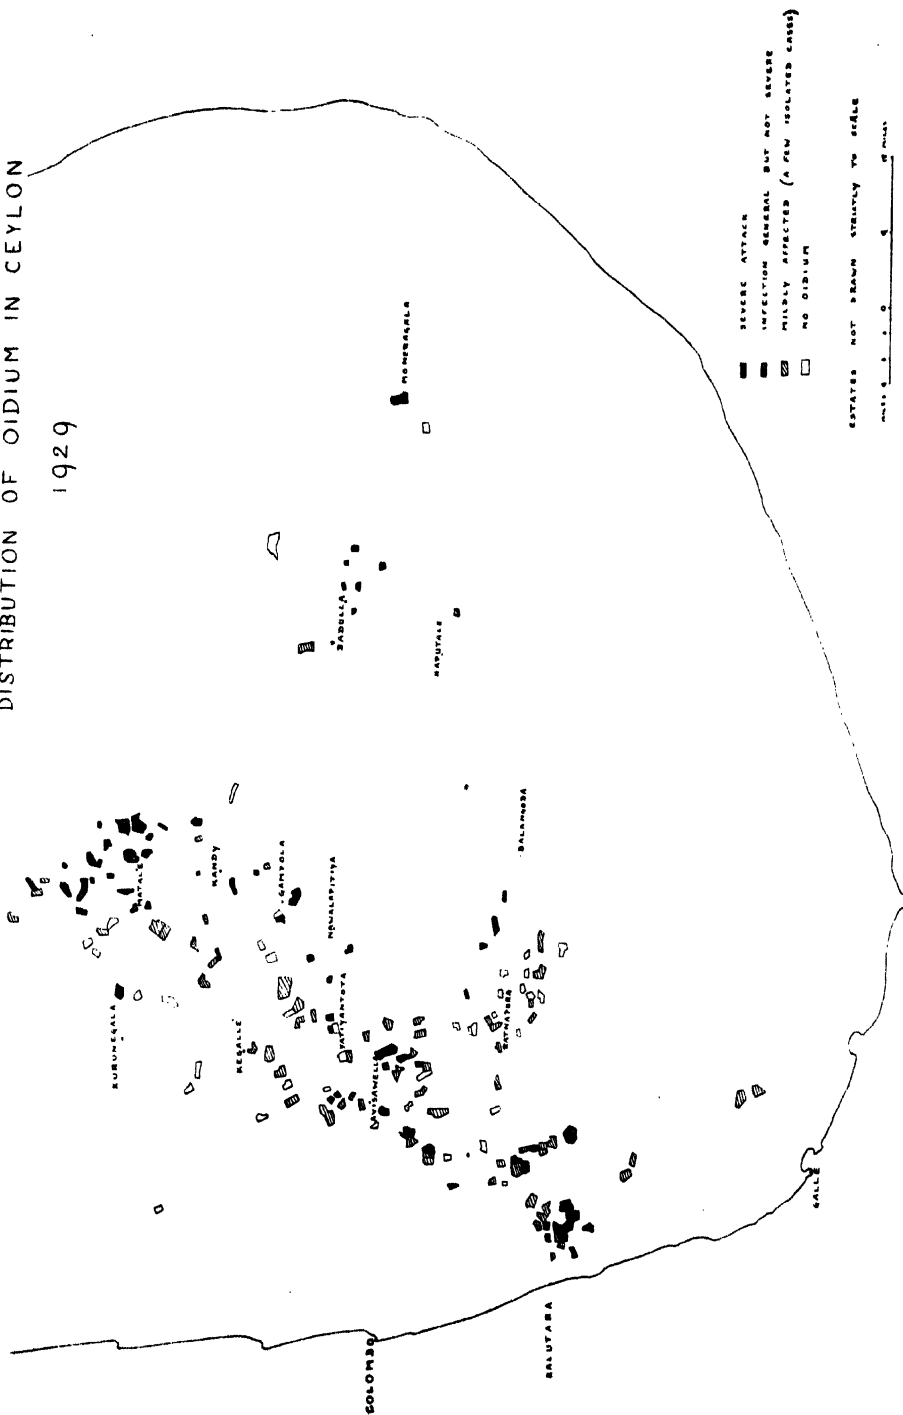 DISTRIBUTION OF OIDIUM IN CEYLON
1929
KURUNEGALA
MATALE
KANDY
KEGALLE
GAMPOLA
NAWALAPITIYA
YATIYANTOTA
AVISAWELLA
COLOMBO
BADULLA
HAPUTALE
MONERAGALA
RATNAPURA
BALANGODA
KALUTARA
GALLE
SEVERE ATTACK
INFECTION GENERAL BUT NOT SEVERE
MILDLY AFFECTED (A FEW ISOLATED CASES)
NO OIDIUM
ESTATES NOT DRAWN STRICTLY TO SCALE